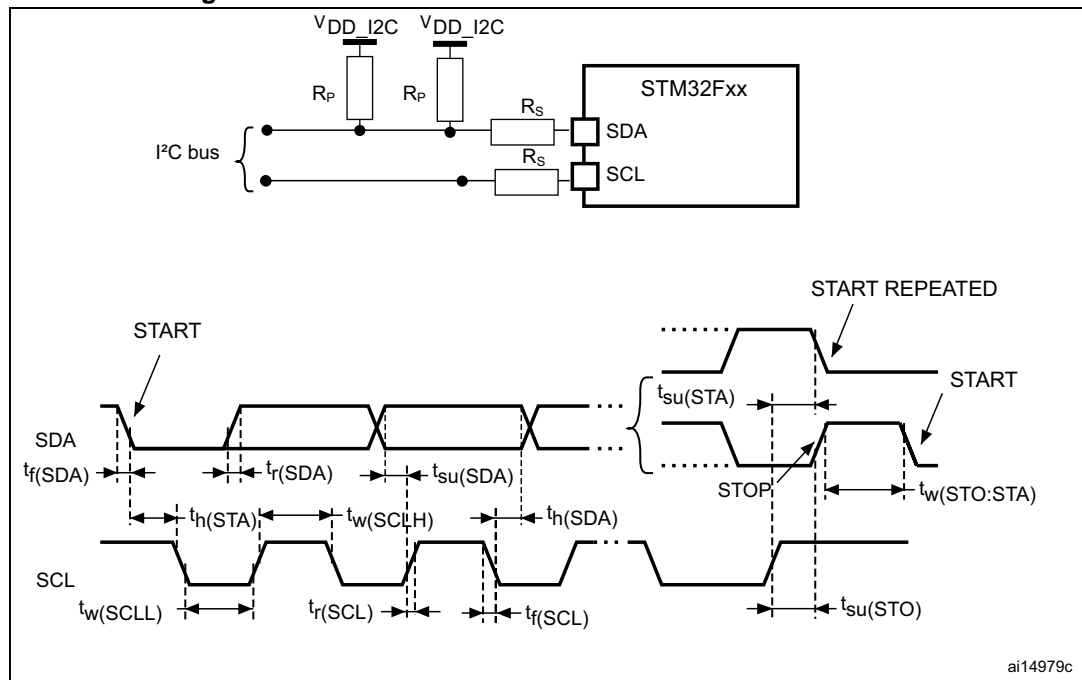 VDD_I2C VDD_I2C
RP RP
STM32Fxx
RS
SDA
I²C bus
RS
SCL
START REPEATED
START
START
tsu(STA)
SDA
tf(SDA) tr(SDA) tsu(SDA)
STOP
tw(STO:STA)
th(STA) tw(SCLH) th(SDA)
SCL
tw(SCLL) tr(SCL) tf(SCL) tsu(STO)
ai14979c